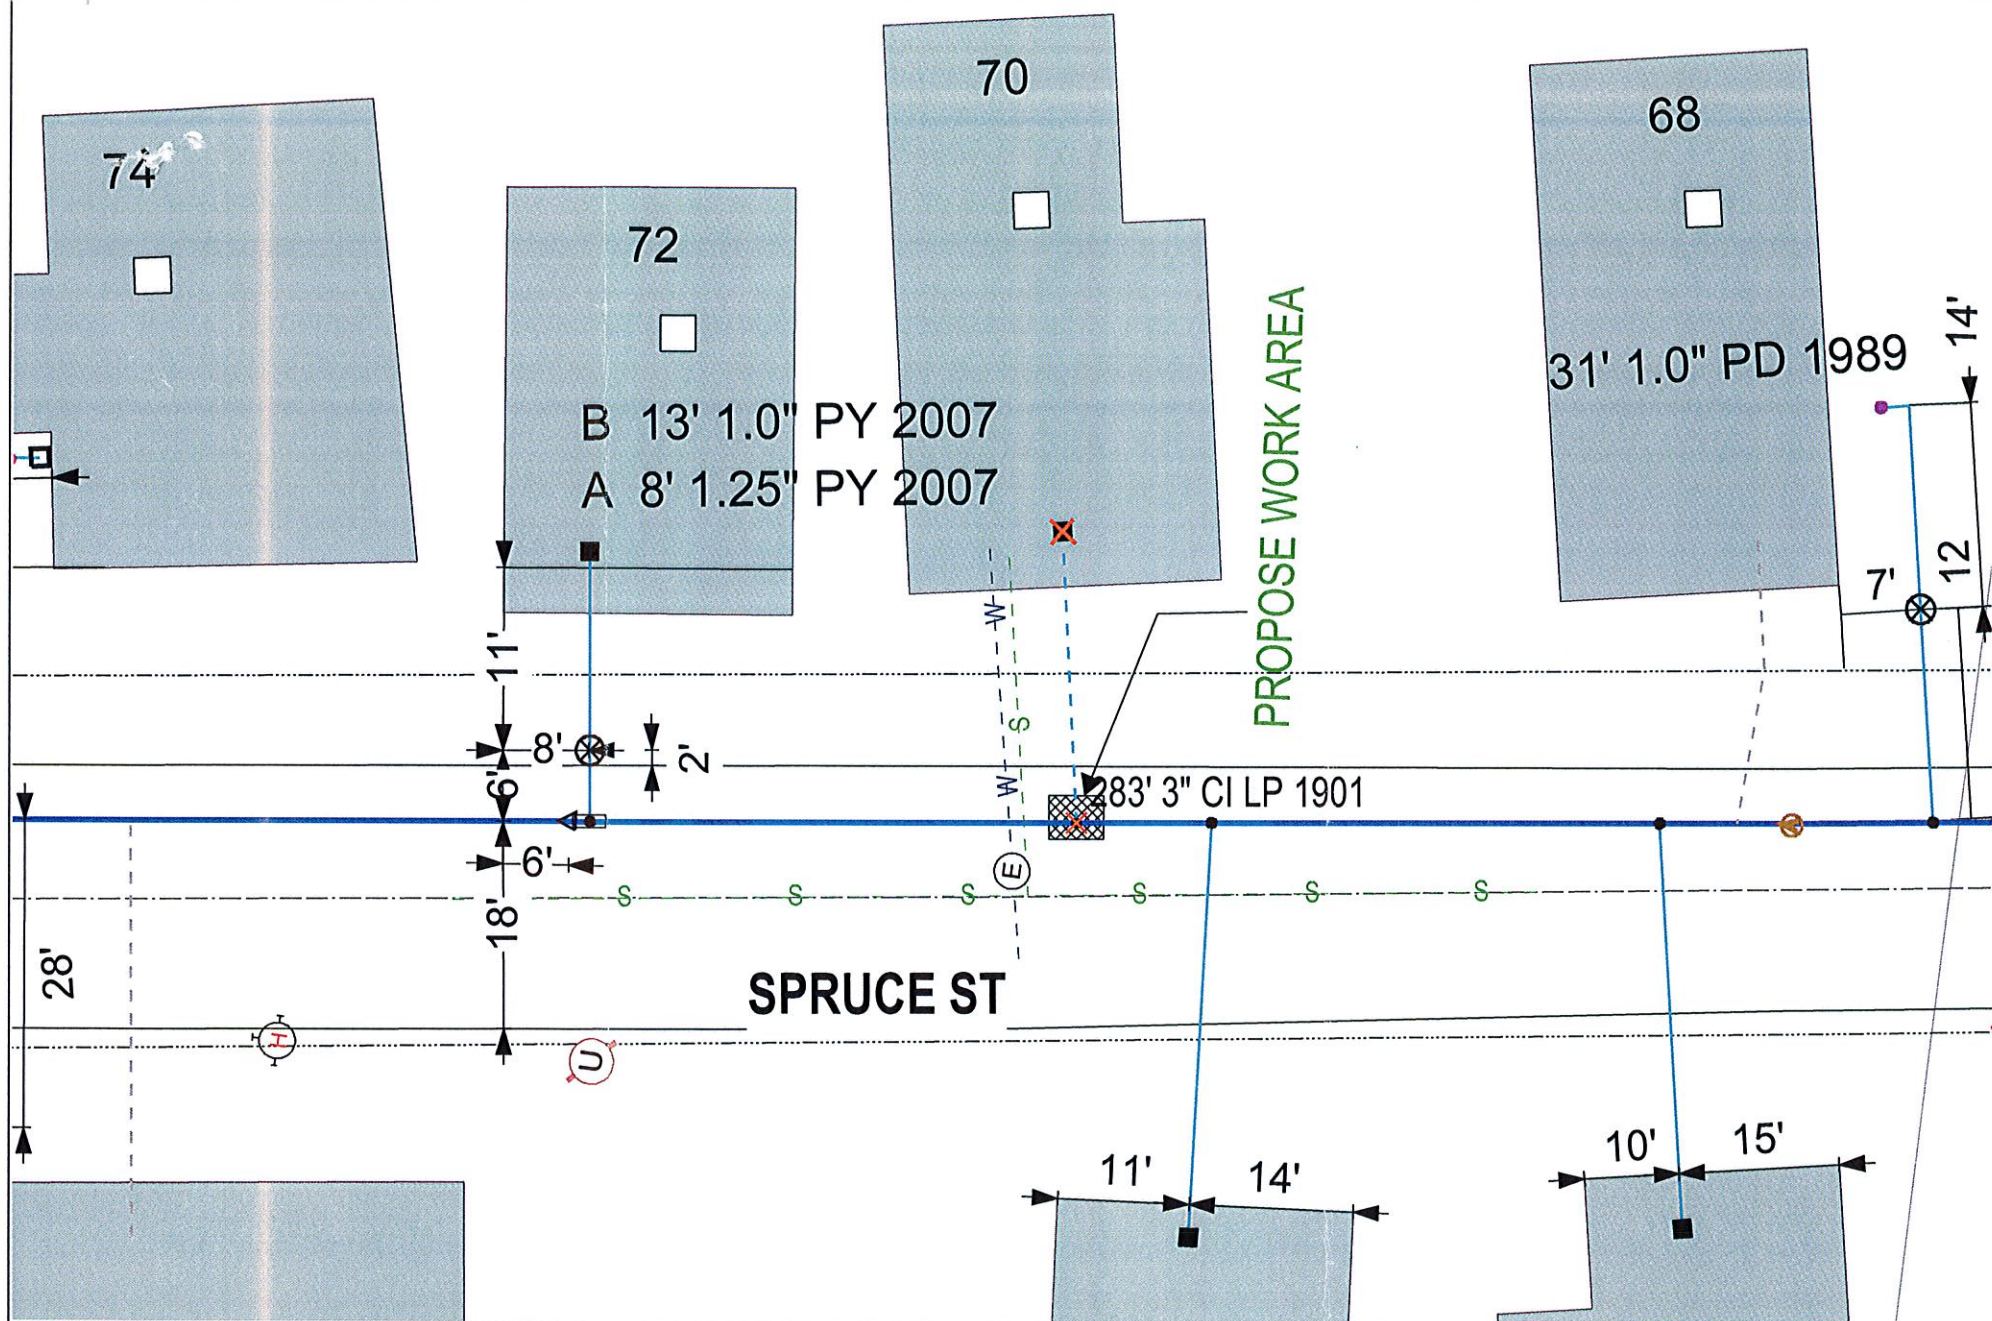 70
68
74
72
14'
31' 1.0" PD 1989
B 13' 1.0" PY 2007
A 8' 1.25" PY 2007
PROPOSE WORK AREA
12
7'
W
11'
S
8'
2'
6'
W
283' 3" CI LP 1901
6'
E
S S S S S S
18'
28'
SPRUCE ST
H
U
11'
14'
10'
15'